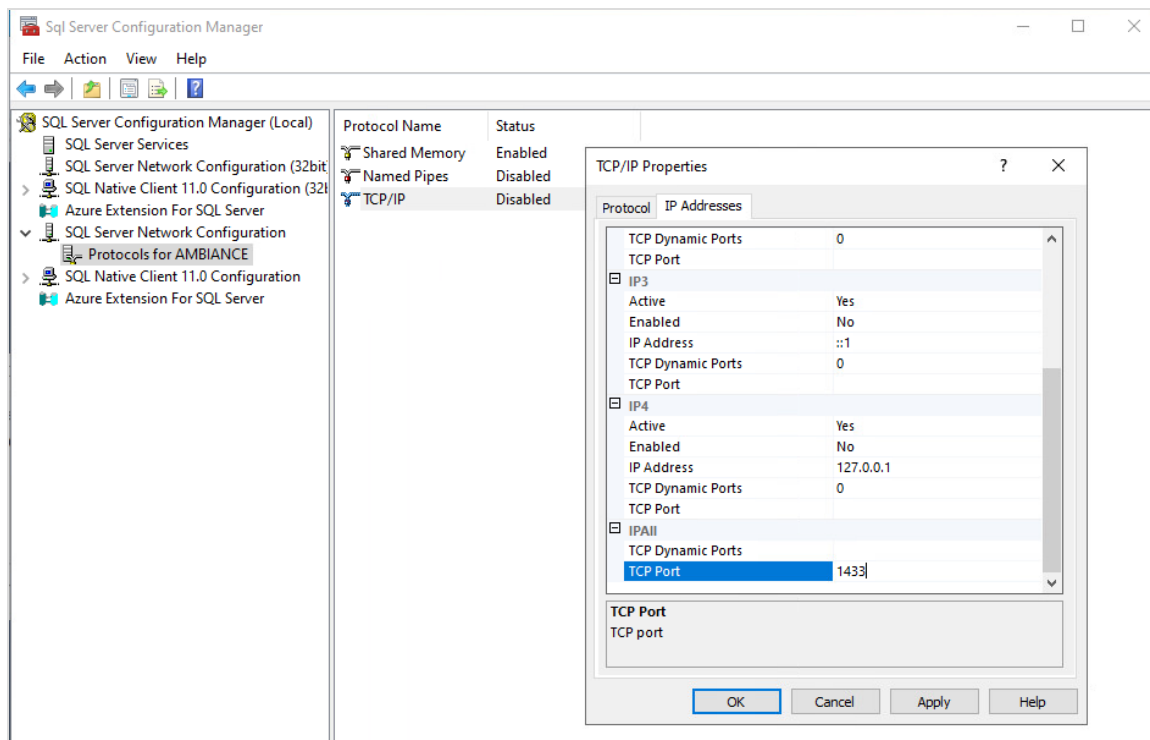 Sql Server Configuration Manager
File Action View Help
SQL Server Configuration Manager (Local)
SQL Server Services
SQL Server Network Configuration (32bit
SQL Native Client 11.0 Configuration (32b
Azure Extension For SQL Server
SQL Server Network Configuration
Protocols for AMBIANCE
SQL Native Client 11.0 Configuration
Azure Extension For SQL Server
Protocol Name Status
Shared Memory Enabled
Named Pipes Disabled
TCP/IP Disabled
TCP/IP Properties
Protocol IP Addresses
TCP Dynamic Ports 0
TCP Port
IP3
Active Yes
Enabled No
IP Address ::1
TCP Dynamic Ports 0
TCP Port
IP4
Active Yes
Enabled No
IP Address 127.0.0.1
TCP Dynamic Ports 0
TCP Port
IPAll
TCP Dynamic Ports
TCP Port 1433
TCP Port
TCP port
OK Cancel Apply Help